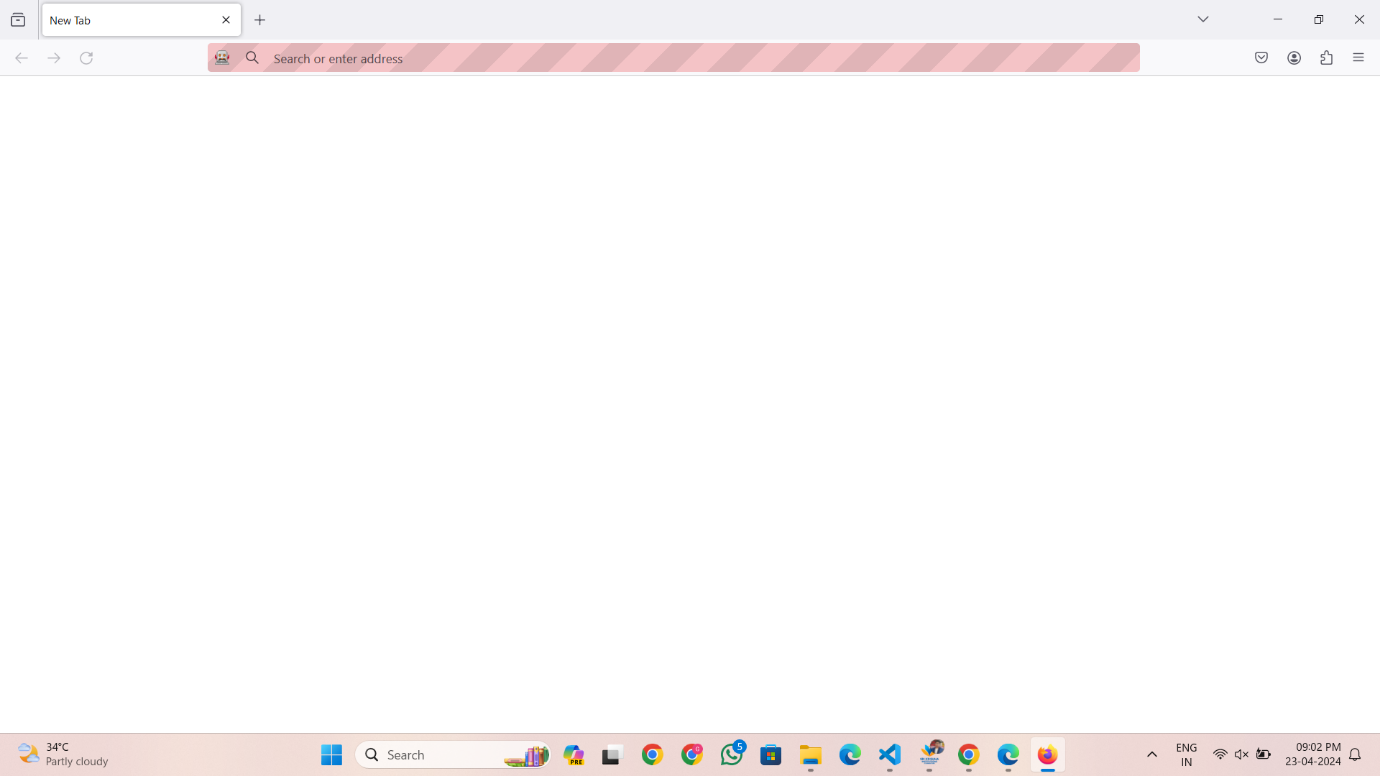 New Tab
Search or enter address
34°C
Partly cloudy
Search
PRE
5
ENG
IN
09:02 PM
23-04-2024